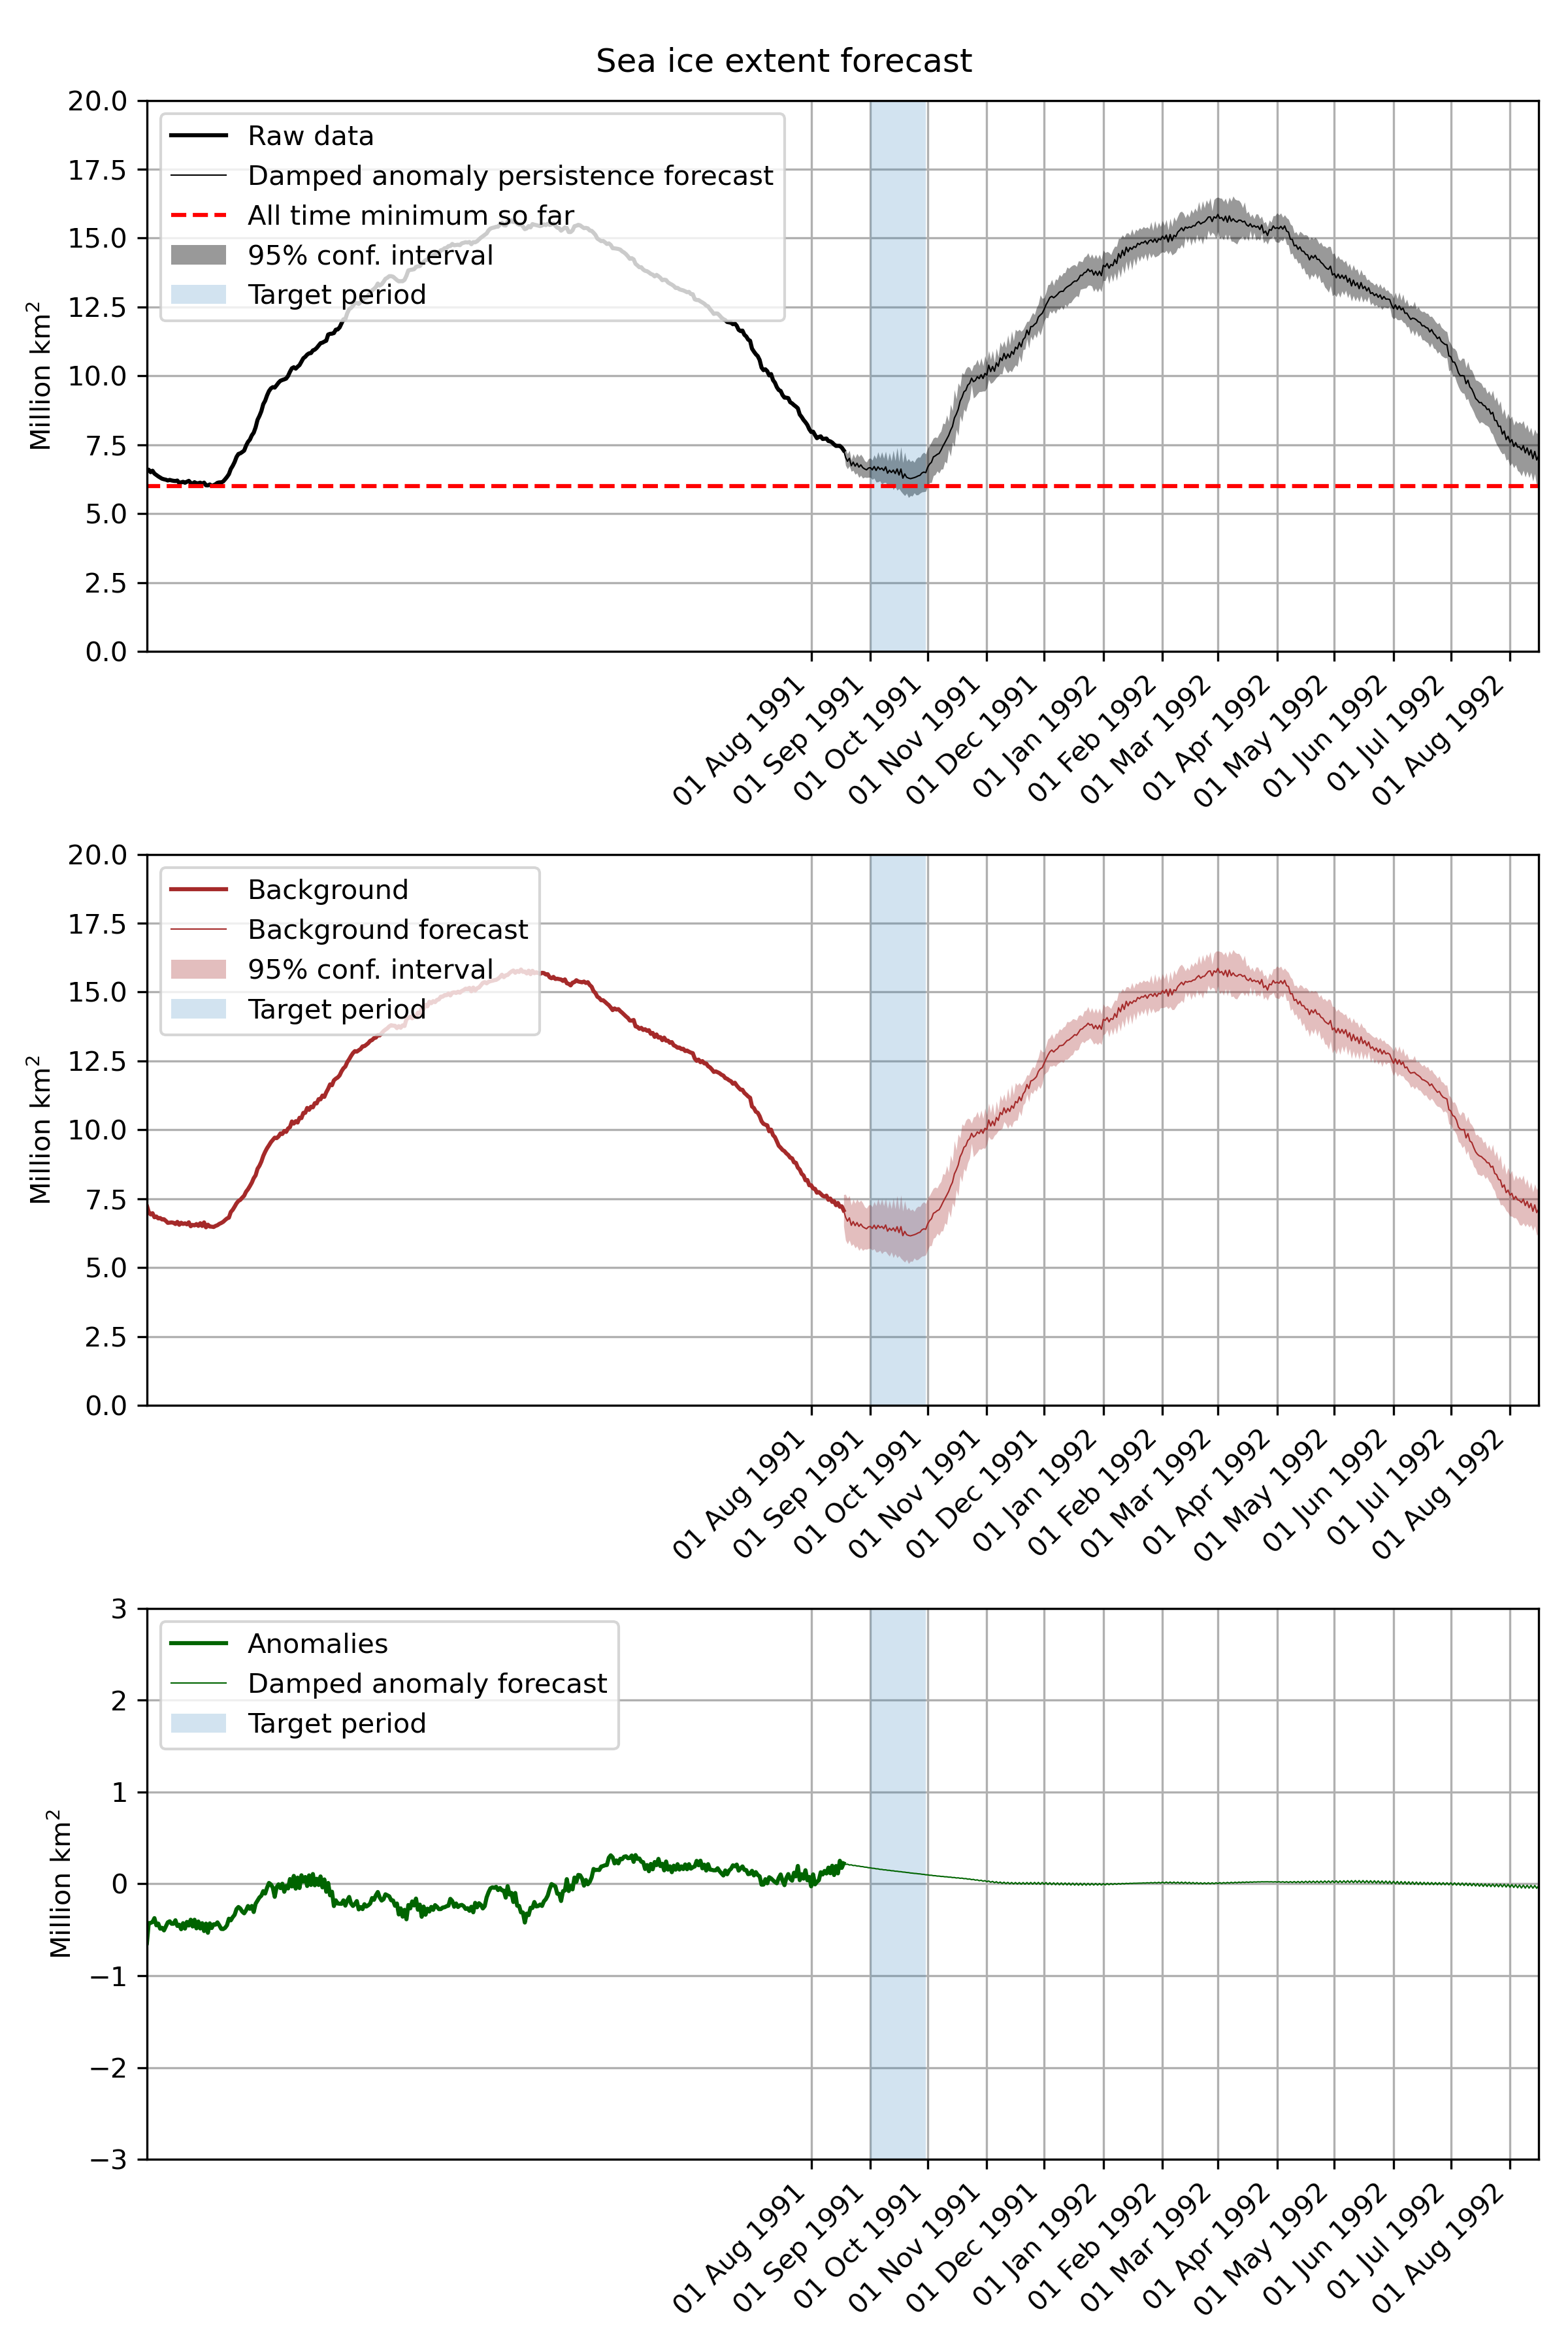 Sea ice extent forecast
20.0
17.5
15.0
12.5
10.0
7.5
5.0
2.5
0.0
Million km²
Raw data
Damped anomaly persistence forecast
All time minimum so far
95% conf. interval
Target period
01 Aug 1991
01 Sep 1991
01 Oct 1991
01 Nov 1991
01 Dec 1991
01 Jan 1992
01 Feb 1992
01 Mar 1992
01 Apr 1992
01 May 1992
01 Jun 1992
01 Jul 1992
01 Aug 1992
20.0
17.5
15.0
12.5
10.0
7.5
5.0
2.5
0.0
Million km²
Background
Background forecast
95% conf. interval
Target period
01 Aug 1991
01 Sep 1991
01 Oct 1991
01 Nov 1991
01 Dec 1991
01 Jan 1992
01 Feb 1992
01 Mar 1992
01 Apr 1992
01 May 1992
01 Jun 1992
01 Jul 1992
01 Aug 1992
3
2
1
0
−1
−2
−3
Million km²
Anomalies
Damped anomaly forecast
Target period
01 Aug 1991
01 Sep 1991
01 Oct 1991
01 Nov 1991
01 Dec 1991
01 Jan 1992
01 Feb 1992
01 Mar 1992
01 Apr 1992
01 May 1992
01 Jun 1992
01 Jul 1992
01 Aug 1992